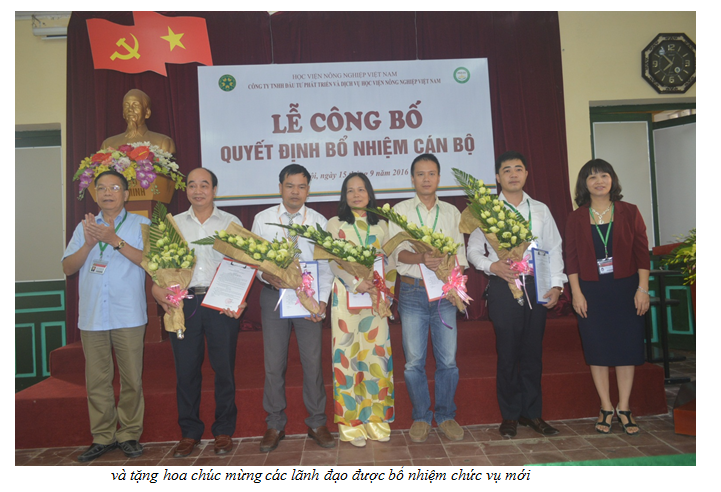 HỌC VIỆN NÔNG NGHIỆP VIỆT NAM
CÔNG TY TNHH ĐẦU TƯ PHÁT TRIỂN VÀ DỊCH VỤ HỌC VIỆN NÔNG NGHIỆP VIỆT NAM
LỄ CÔNG BỐ
QUYẾT ĐỊNH BỔ NHIỆM CÁN BỘ
ội, ngày 15 tháng 9 năm 2016
và tặng hoa chúc mừng các lãnh đạo được bổ nhiệm chức vụ mới